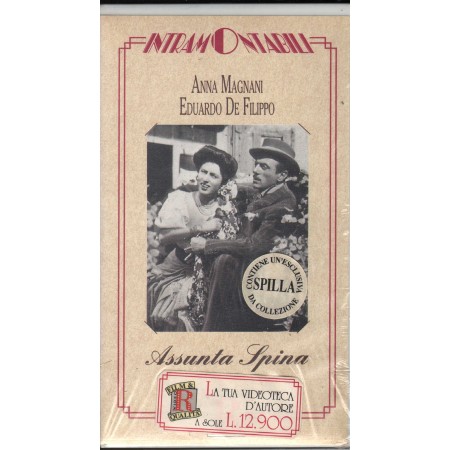 INTRAMONTABILI
ANNA MAGNANI
EDUARDO DE FILIPPO
CONTIENE UN'ESCLUSIVA
SPILLA
DA COLLEZIONE
Assunta Spina
FILM &
R
QUALITÀ
LA TUA VIDEOTECA
D'AUTORE
A SOLE L. 12.900